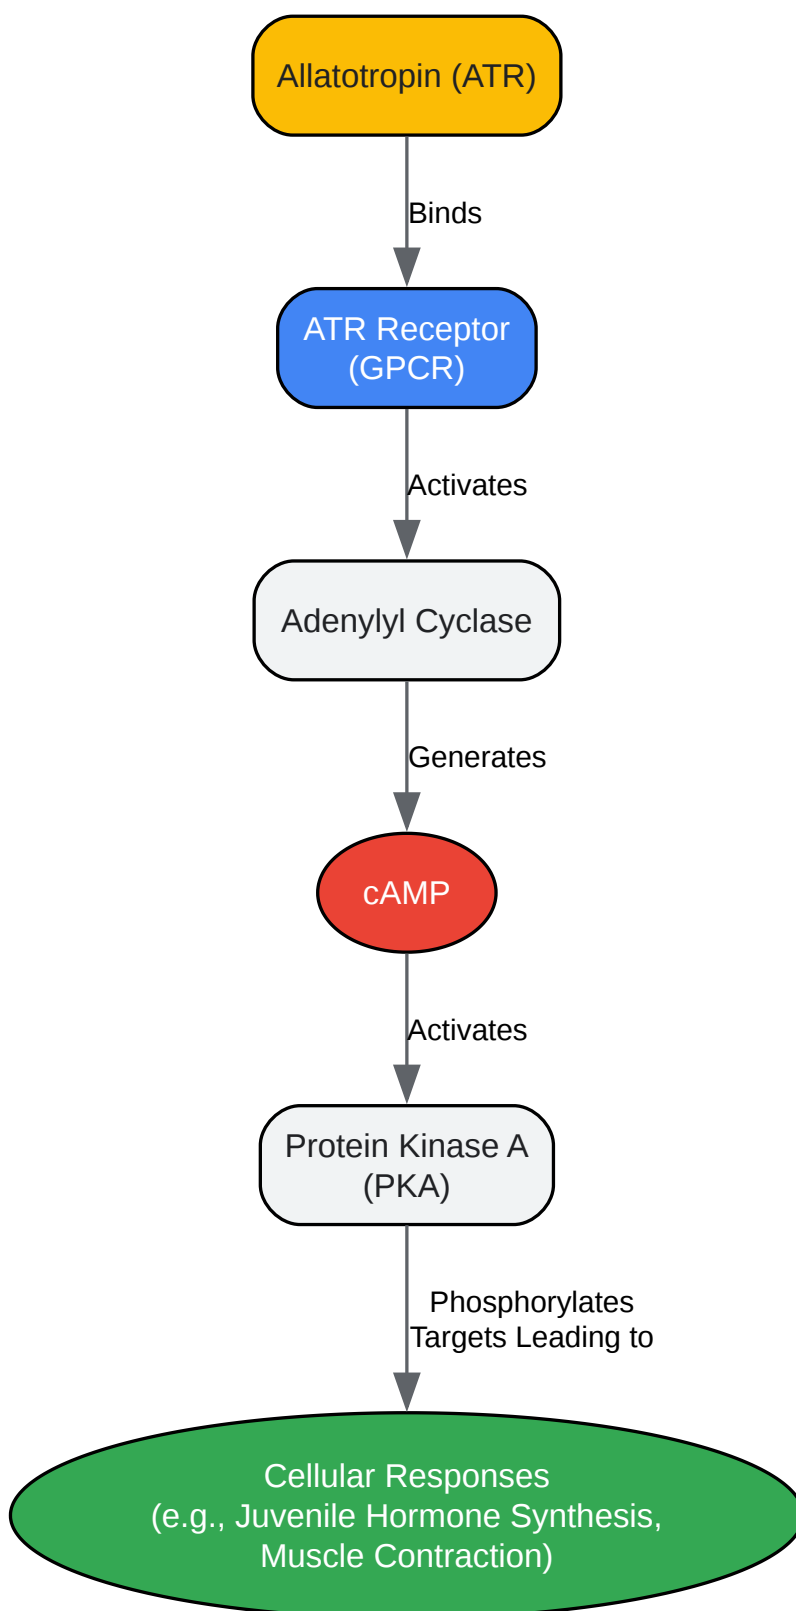 Allatotropin (ATR)
Binds
ATR Receptor
(GPCR)
Activates
Adenylyl Cyclase
Generates
cAMP
Activates
Protein Kinase A
(PKA)
Phosphorylates
Targets Leading to
Cellular Responses
(e.g., Juvenile Hormone Synthesis,
Muscle Contraction)